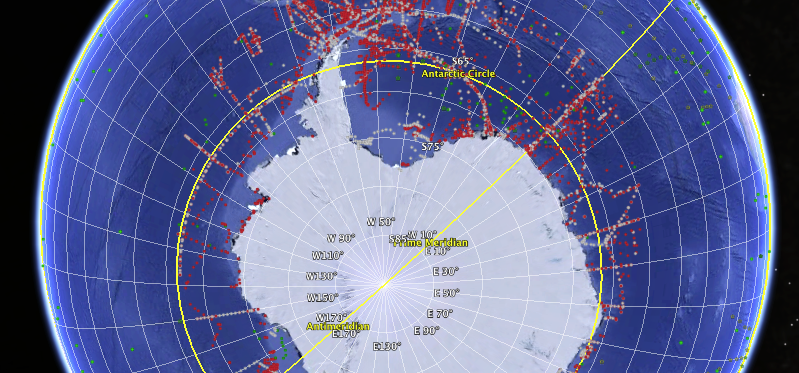 S65°
Antarctic Circle
S75°
W 50°
W 90°
S85°
W 10°
Prime Meridian
W110°
E 10°
W130°
E 30°
W150°
E 50°
W170°
E 70°
Antimeridian
E170°
E 90°
E130°